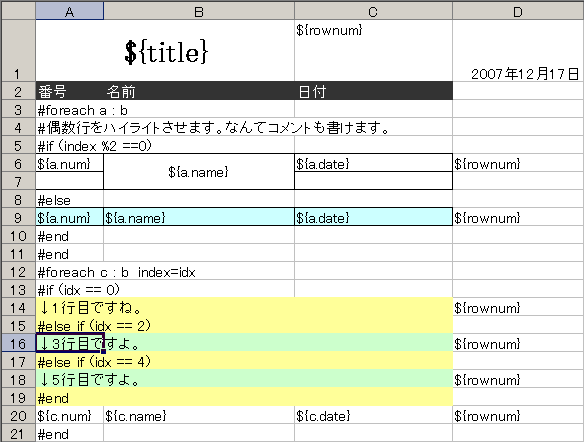 A B C D
${rownum}
${title}
1 2007年12月17日
2 番号 名前 日付
3 #foreach a : b
4 #偶数行をハイライトさせます。なんてコメントも書けます。
5 #if (index %2 ==0)
6 ${a.num} ${a.name} ${a.date} ${rownum}
7
8 #else
9 ${a.num} ${a.name} ${a.date} ${rownum}
10 #end
11 #end
12 #foreach c : b index=idx
13 #if (idx == 0)
14 ↓1行目ですね。 ${rownum}
15 #else if (idx == 2)
16 ↓3行目ですよ。 ${rownum}
17 #else if (idx == 4)
18 ↓5行目ですよ。 ${rownum}
19 #end
20 ${c.num} ${c.name} ${c.date} ${rownum}
21 #end